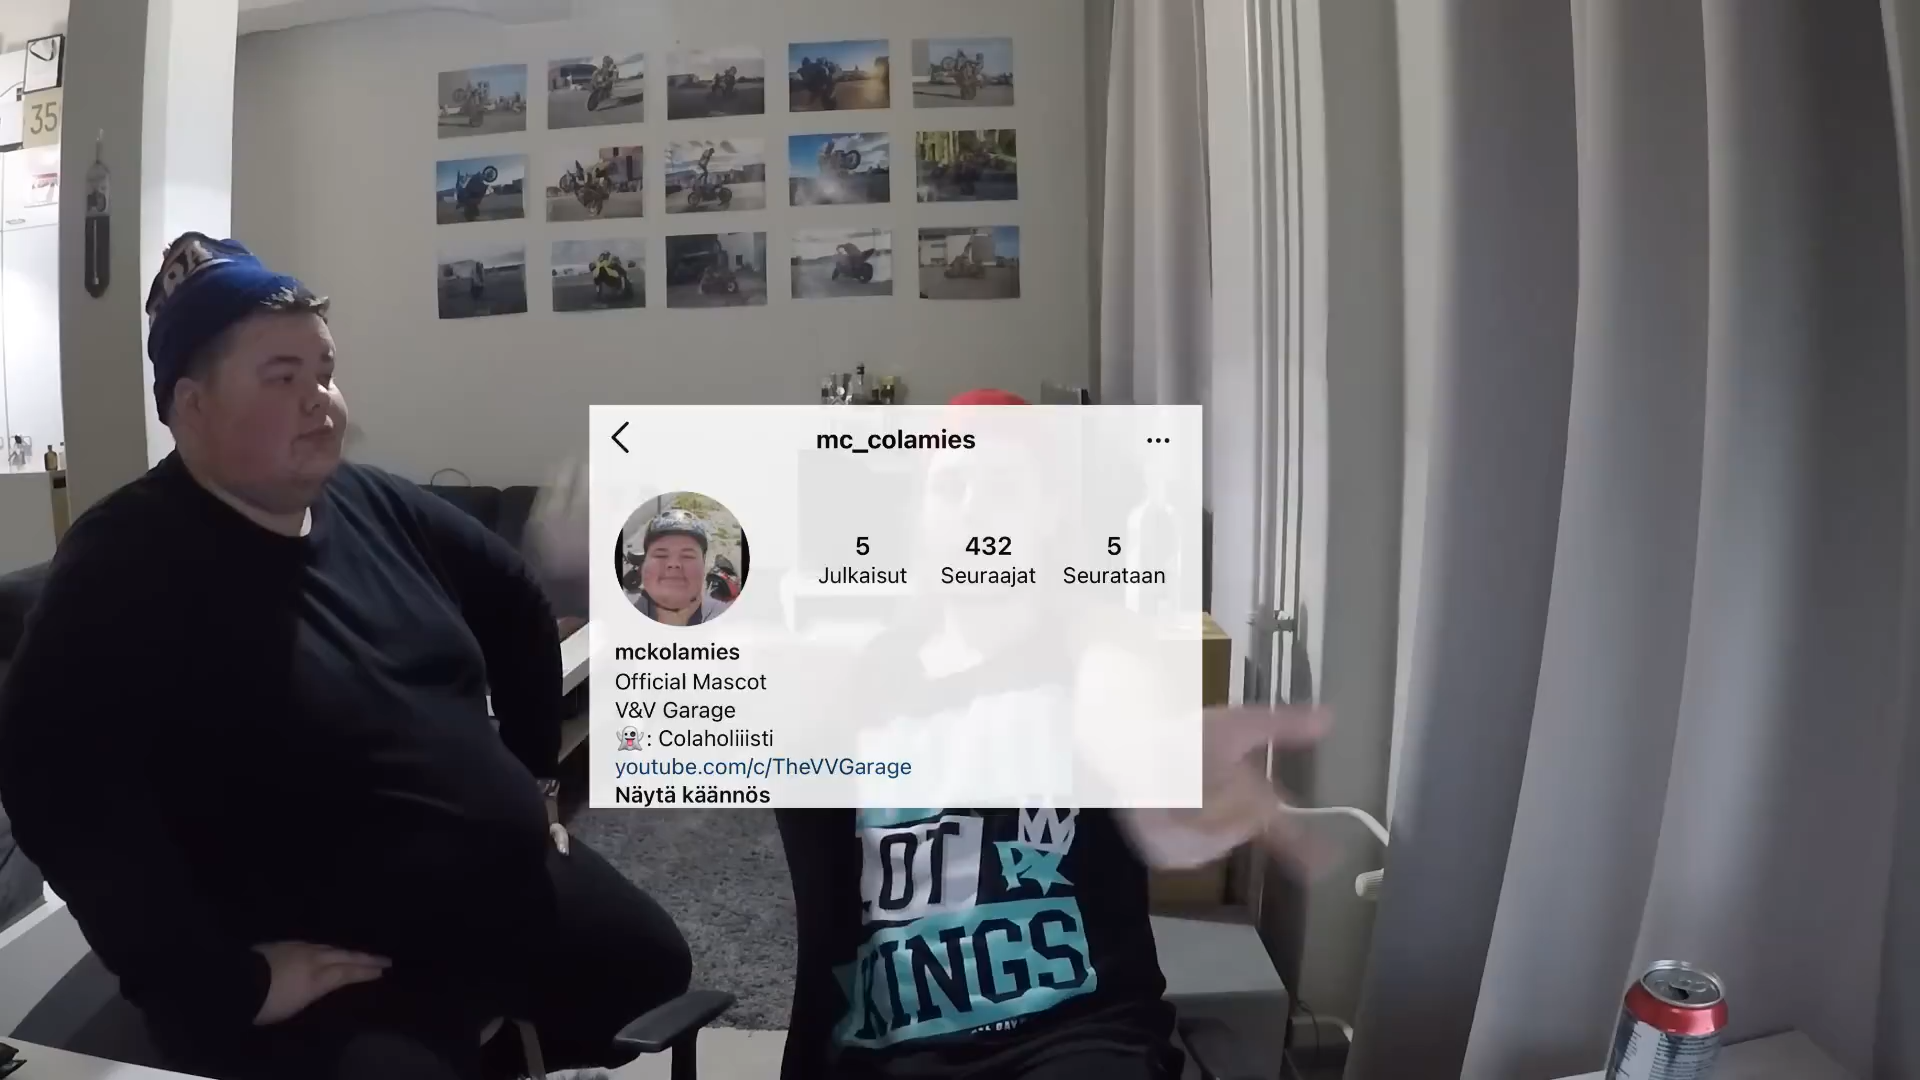 35
mc_colamies
5
432
5
Julkaisut
Seuraajat
Seurataan
mckolamies
Official Mascot
V&V Garage
👻: Colaholiiisti
youtube.com/c/TheVVGarage
Näytä käännös
KINGS